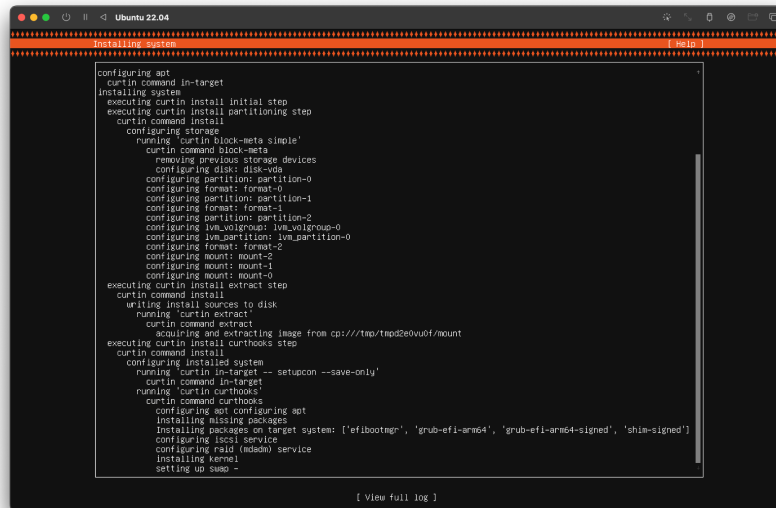 Ubuntu 22.04
Installing system [ Help ]
configuring apt
curtin command in-target
installing system
executing curtin install initial step
executing curtin install partitioning step
curtin command install
configuring storage
running 'curtin block-meta simple'
curtin command block-meta
removing previous storage devices
configuring disk: disk-vda
configuring partition: partition-0
configuring format: format-0
configuring partition: partition-1
configuring format: format-1
configuring partition: partition-2
configuring lvm_volgroup: lvm_volgroup-0
configuring lvm_partition: lvm_partition-0
configuring format: format-2
configuring mount: mount-2
configuring mount: mount-1
configuring mount: mount-0
executing curtin install extract step
curtin command install
writing install sources to disk
running 'curtin extract'
curtin command extract
acquiring and extracting image from cp:///tmp/tmpd2e0vu0f/mount
executing curtin install curthooks step
curtin command install
configuring installed system
running 'curtin in-target -- setupcon --save-only'
curtin command in-target
running 'curtin curthooks'
curtin command curthooks
configuring apt configuring apt
installing missing packages
Installing packages on target system: ['efibootmgr', 'grub-efi-arm64', 'grub-efi-arm64-signed', 'shim-signed']
configuring iscsi service
configuring raid (mdadm) service
installing kernel
setting up swap -
[ View full log ]